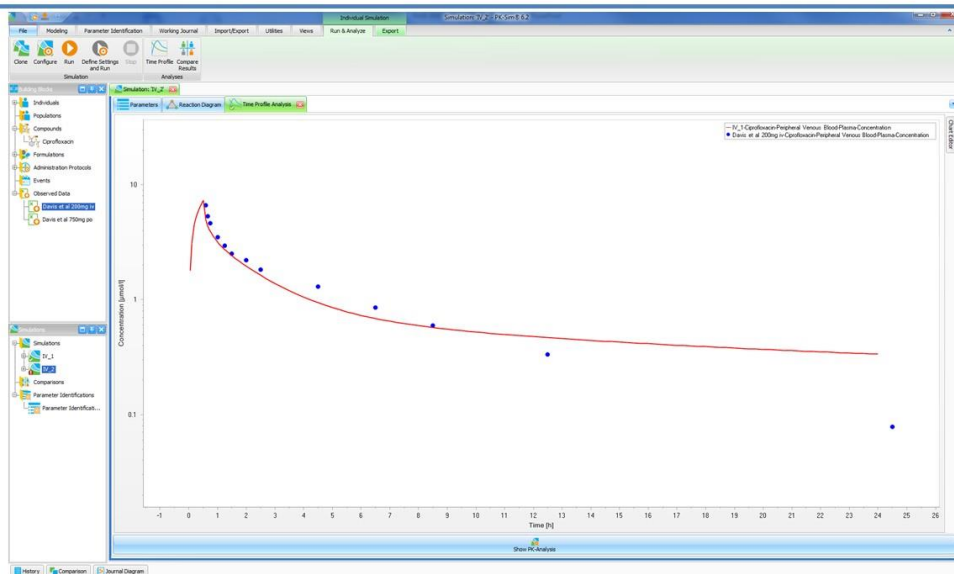 Individual Simulation
Simulation: 'IV_2' - PK-Sim® 6.2
File Modeling Parameter Identification Working Journal Import/Export Utilities Views Run & Analyze Export
Clone Configure Run Define Settings and Run Stop Time Profile Compare Results
Simulation Analyses
Building Blocks
Individuals
Populations
Compounds
Ciprofloxacin
Formulations
Administration Protocols
Events
Observed Data
Davis et al 200mg iv
Davis et al 750mg po
Simulations
Simulations
IV_1
IV_2
Comparisons
Parameter Identifications
Parameter Identificati...
Simulation: 'IV_2'
Parameters Reaction Diagram Time Profile Analysis
IV_1-Ciprofloxacin-Peripheral Venous Blood-Plasma-Concentration
Davis et al 200mg iv-Ciprofloxacin-Peripheral Venous Blood-Plasma-Concentration
Chart Editor
Concentration [µmol/l]
10
1
0.1
-1 0 1 2 3 4 5 6 7 8 9 10 11 12 13 14 15 16 17 18 19 20 21 22 23 24 25 26
Time [h]
Show PK-Analysis
History Comparison Journal Diagram